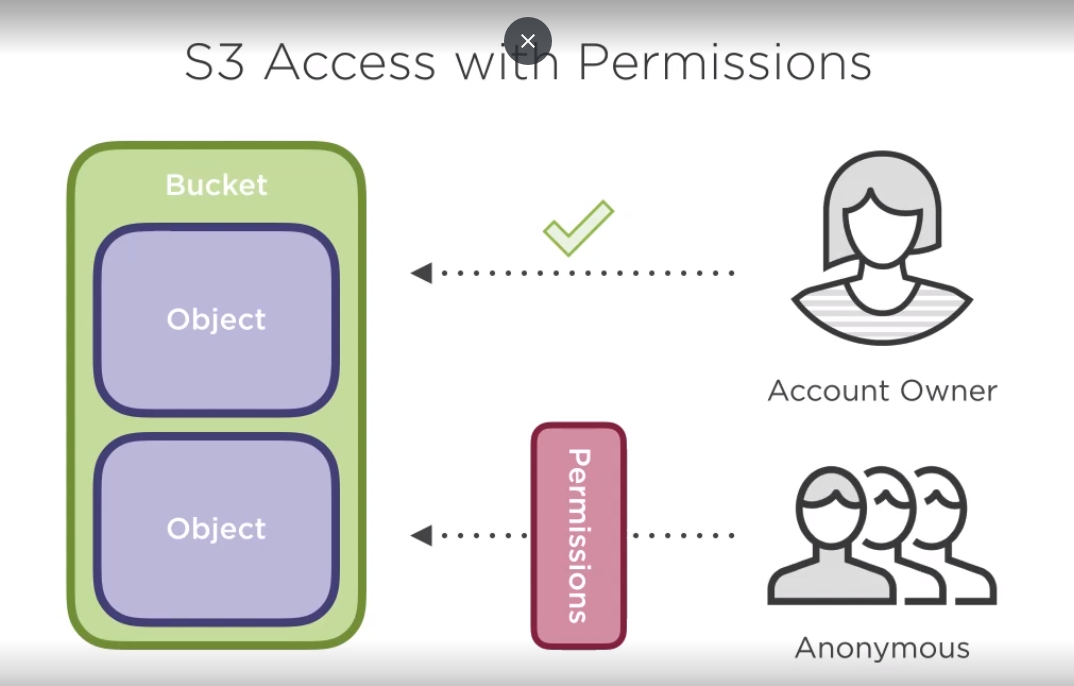 S3 Access with Permissions
Bucket
Object
Object
Account Owner
Permissions
Anonymous